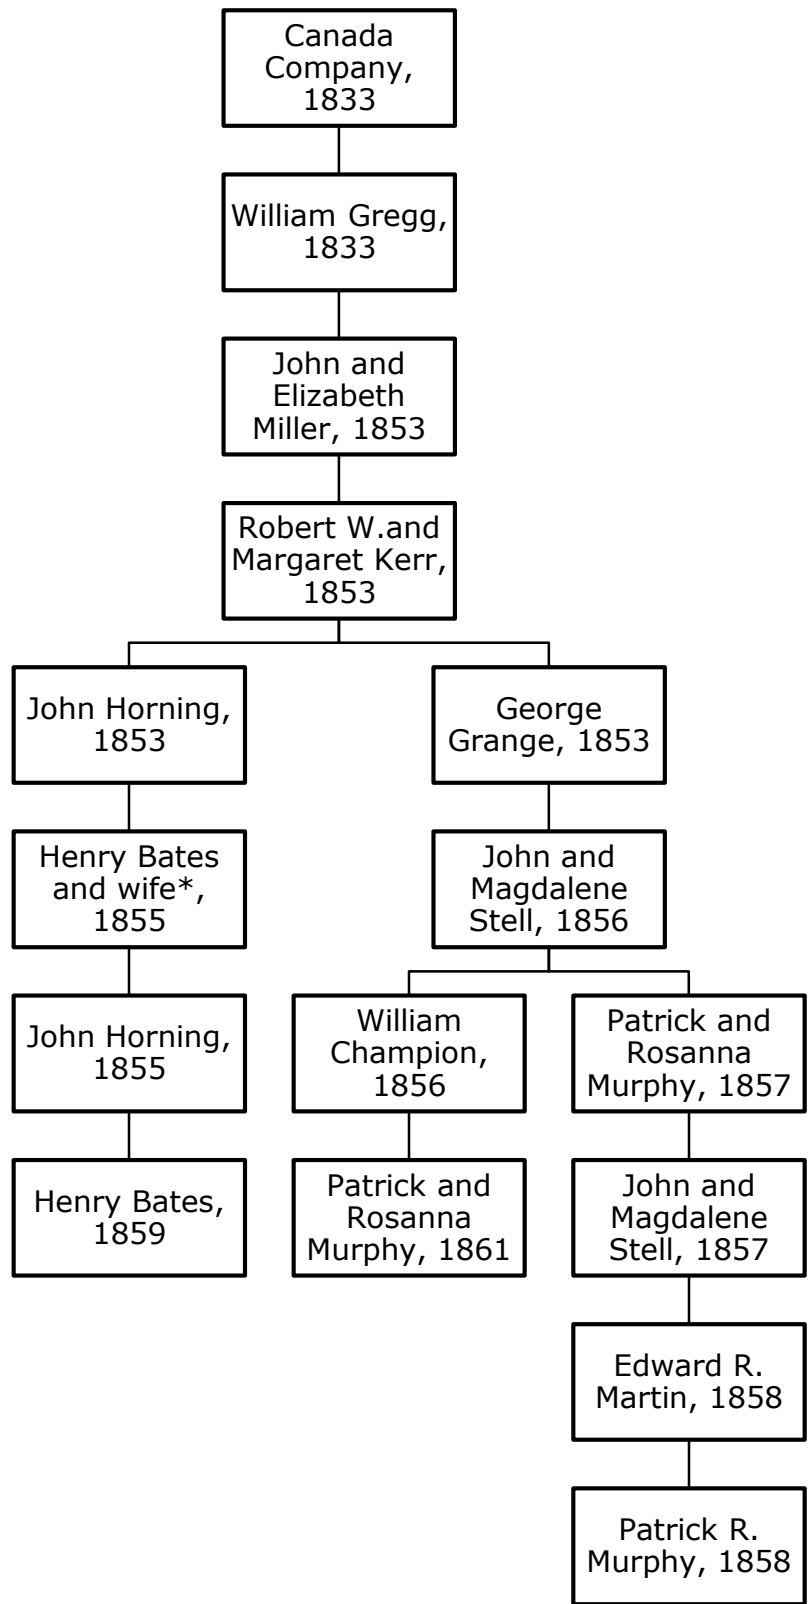 Canada
Company,
1833
William Gregg,
1833
John and
Elizabeth
Miller, 1853
Robert W.and
Margaret Kerr,
1853
John Horning,
1853
George
Grange, 1853
Henry Bates
and wife*,
1855
John and
Magdalene
Stell, 1856
John Horning,
1855
William
Champion,
1856
Patrick and
Rosanna
Murphy, 1857
Henry Bates,
1859
Patrick and
Rosanna
Murphy, 1861
John and
Magdalene
Stell, 1857
Edward R.
Martin, 1858
Patrick R.
Murphy, 1858